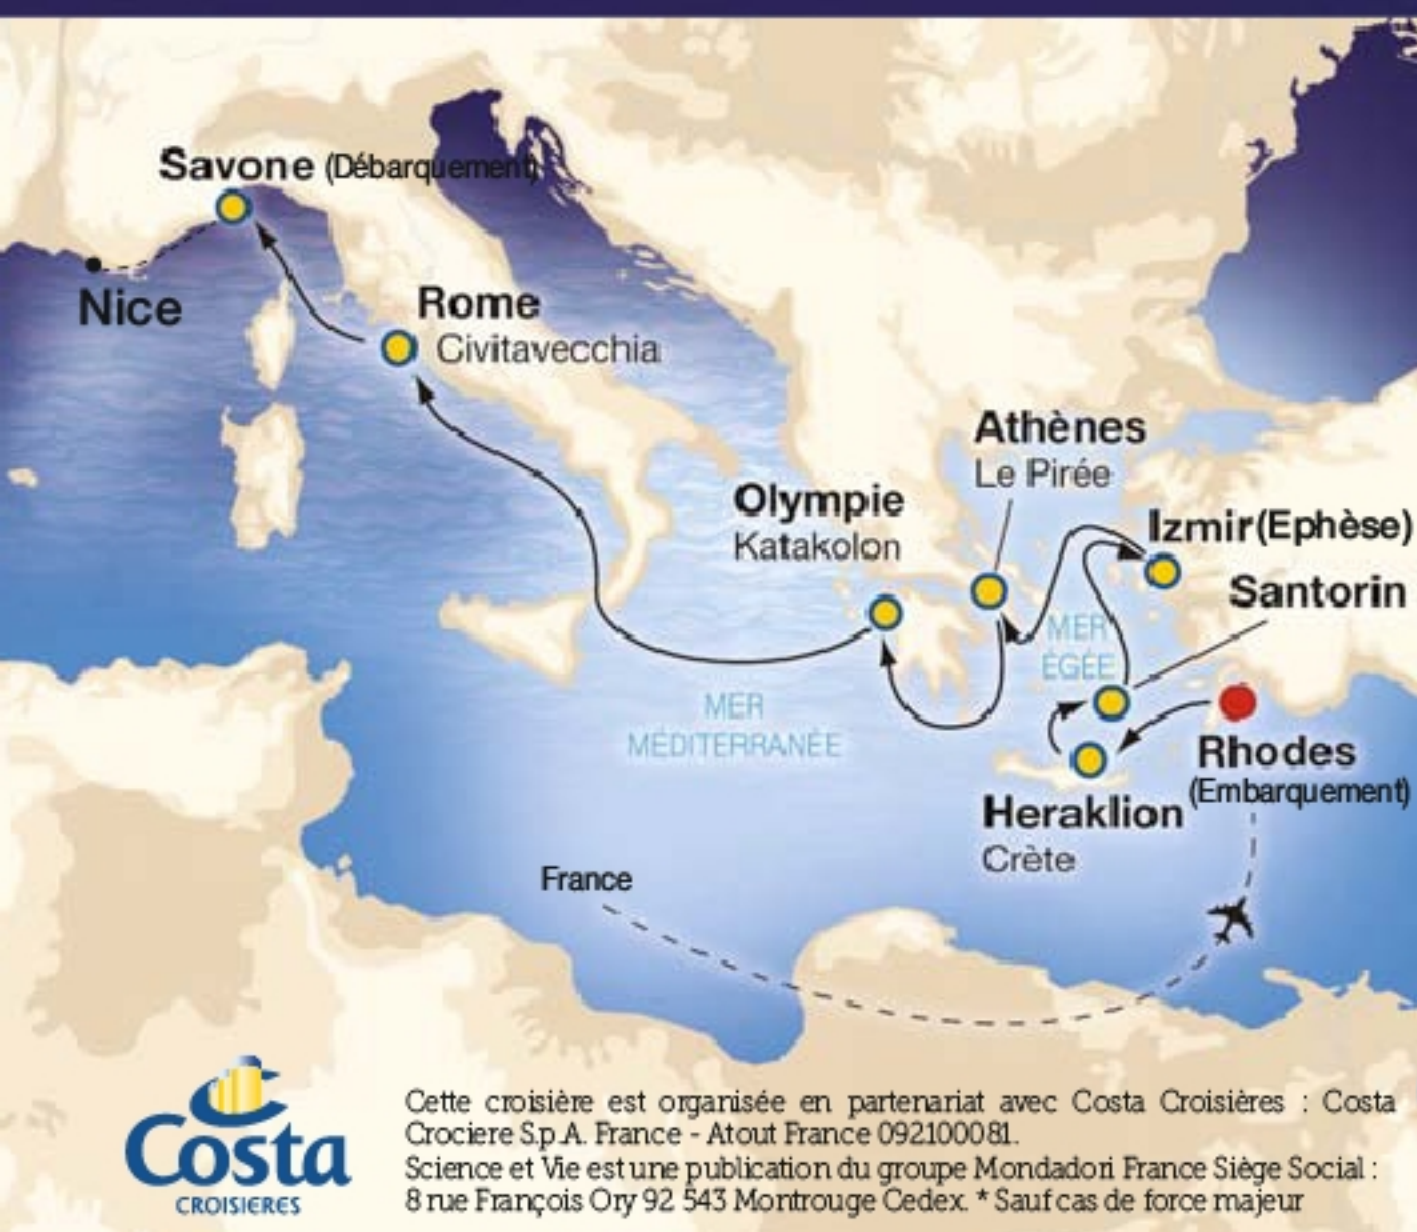 Savone (Débarquement)
Nice
Rome
Civitavecchia
Athènes
Le Pirée
Olympie
Katakolon
Izmir (Ephèse)
Santorin
MER
ÉGÉE
MER
MÉDITERRANÉE
Rhodes
(Embarquement)
Heraklion
Crète
France
Costa
CROISIERES
Cette croisière est organisée en partenariat avec Costa Croisières : Costa
Crociere S.p.A. France - Atout France 092100081.
Science et Vie est une publication du groupe Mondadori France Siège Social :
8 rue François Ory 92 543 Montrouge Cedex. * Sauf cas de force majeur